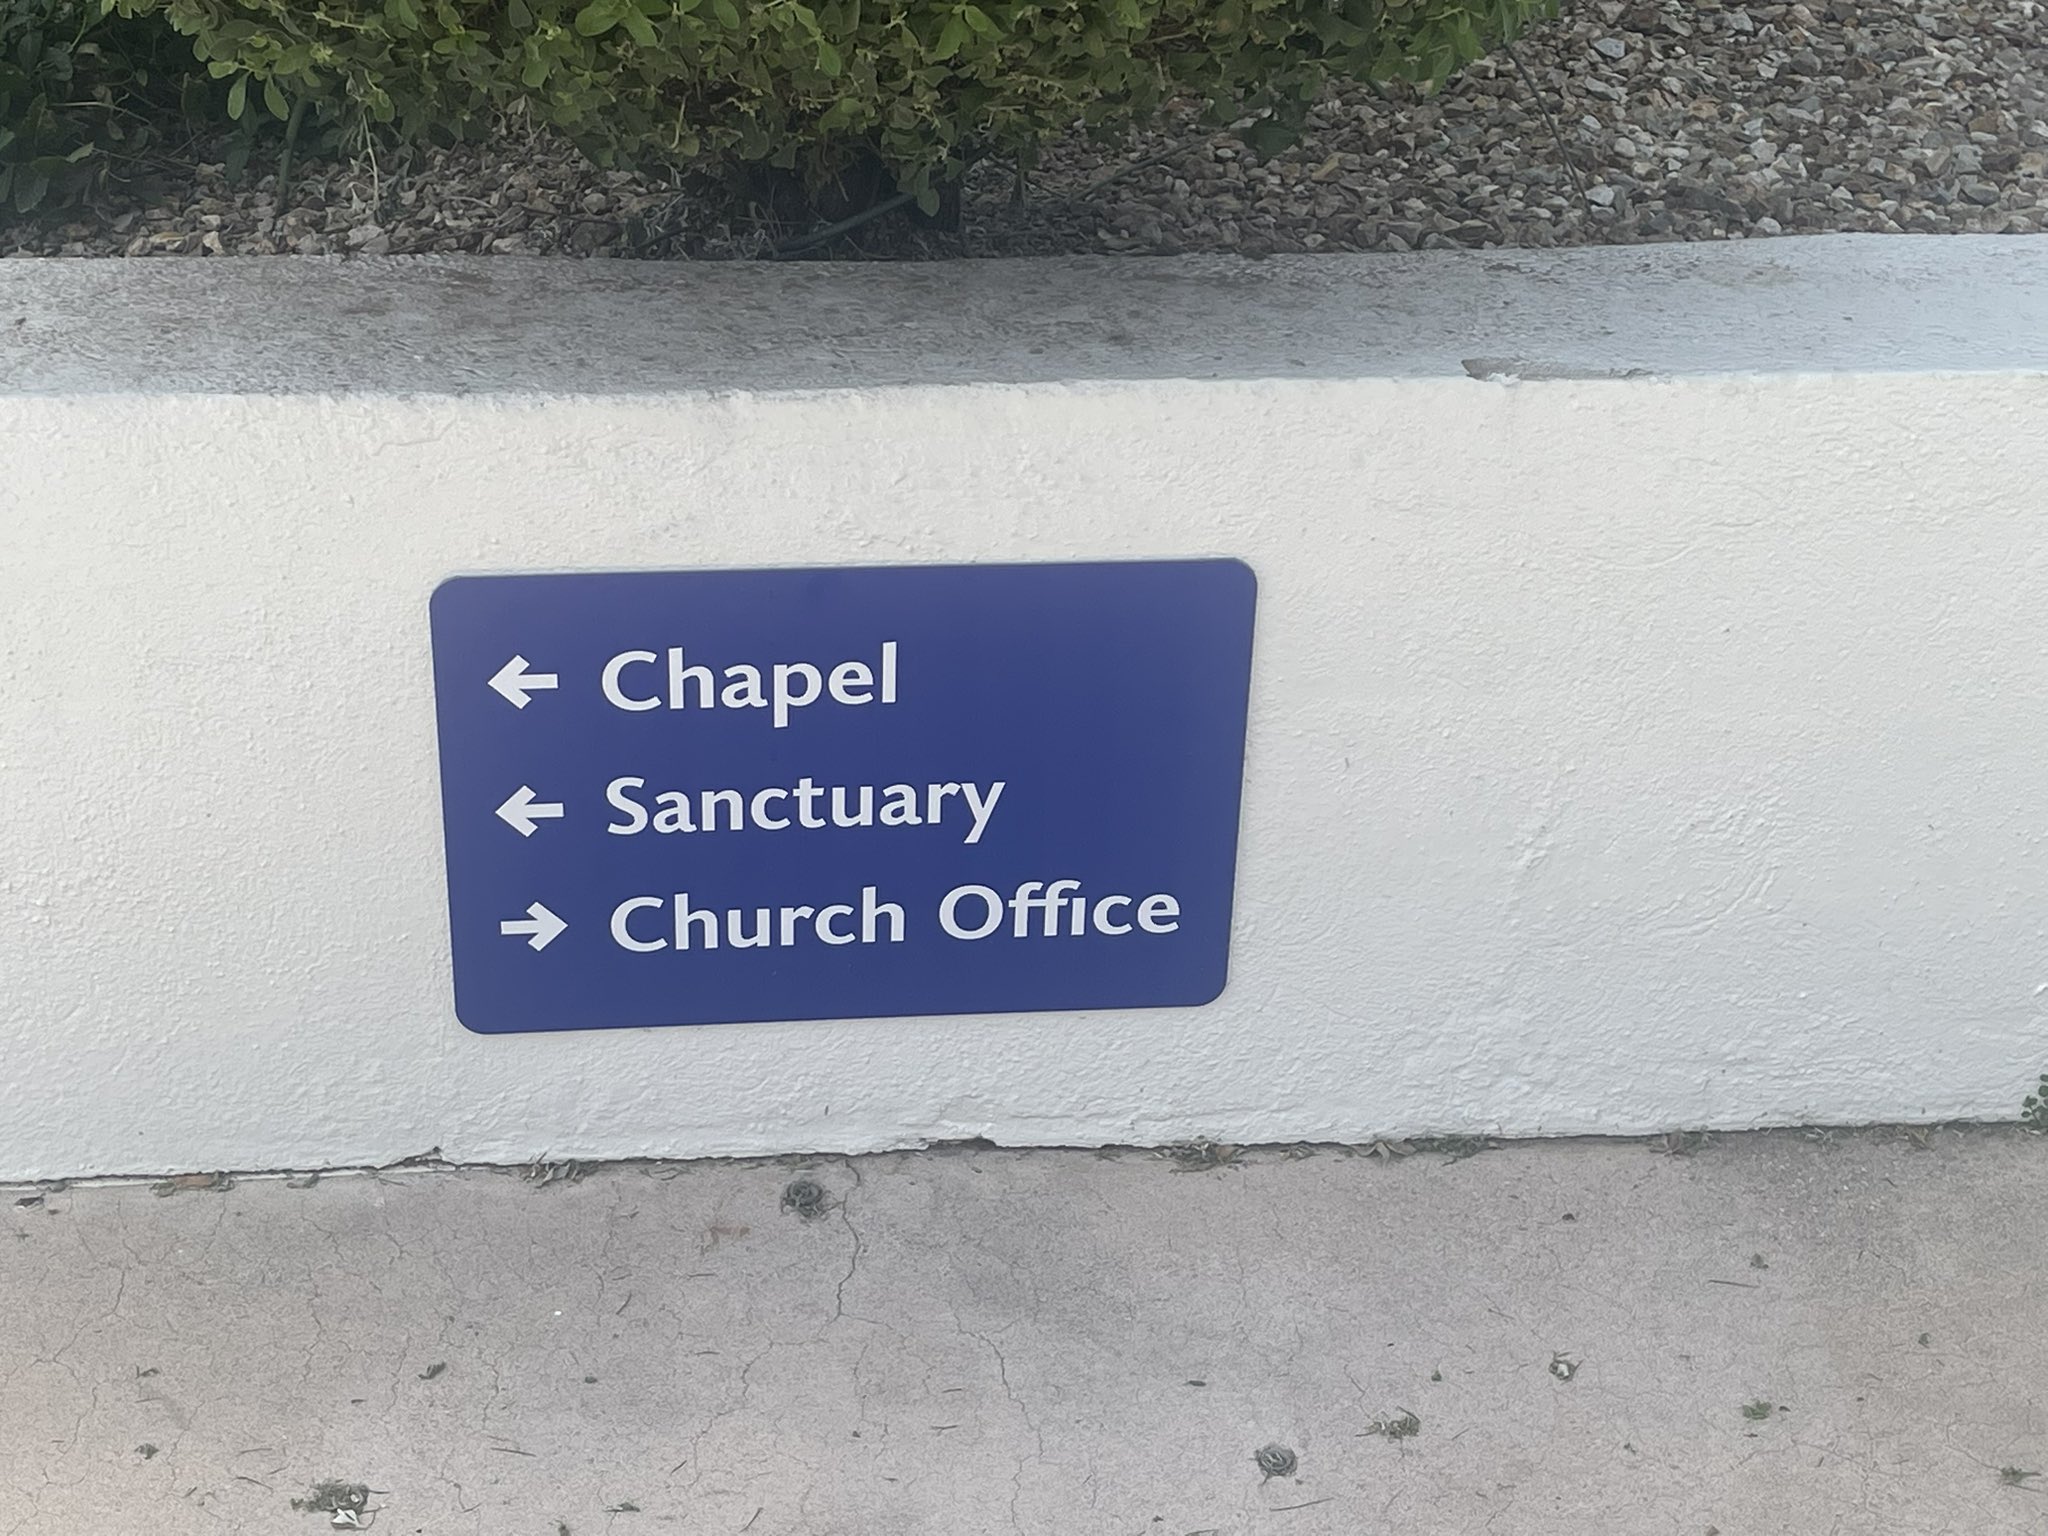 ← Chapel
← Sanctuary
→ Church Office